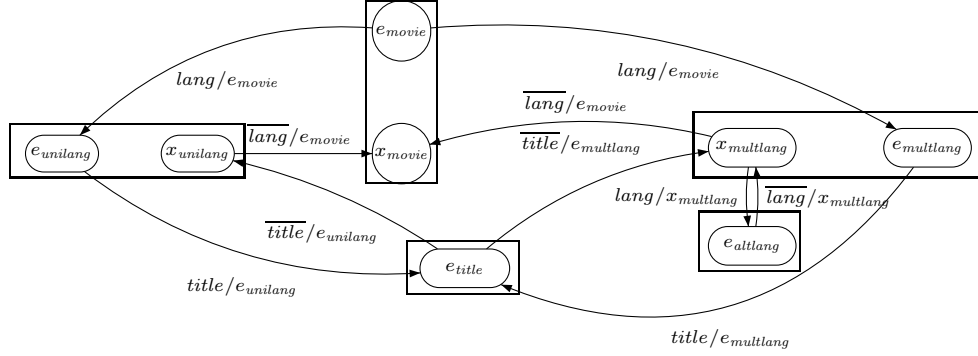 e_movie
lang/e_movie
lang/e_movie
\overline{lang}/e_movie
\overline{lang}/e_movie
\overline{title}/e_multlang
e_unilang
x_unilang
x_movie
x_multlang
e_multlang
lang/x_multlang
\overline{lang}/x_multlang
\overline{title}/e_unilang
e_altlang
e_title
title/e_unilang
title/e_multlang